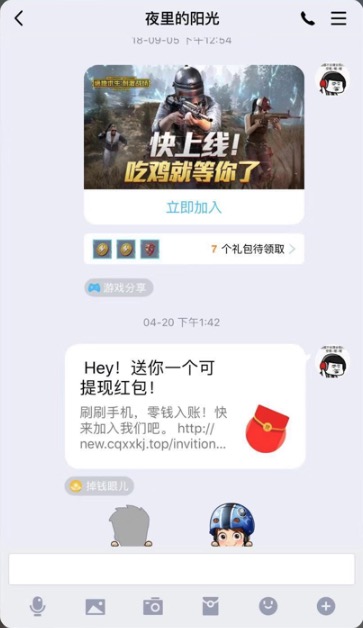 夜里的阳光
18-09-05 下午12:54
快上线！
吃鸡就等你了
立即加入
7 个礼包待领取
游戏分享
04-20 下午1:42
Hey！送你一个可
提现红包！
刷刷手机，零钱入账！快
来加入我们吧。 http://
new.cqxxkj.top/invition...
掉钱眼儿